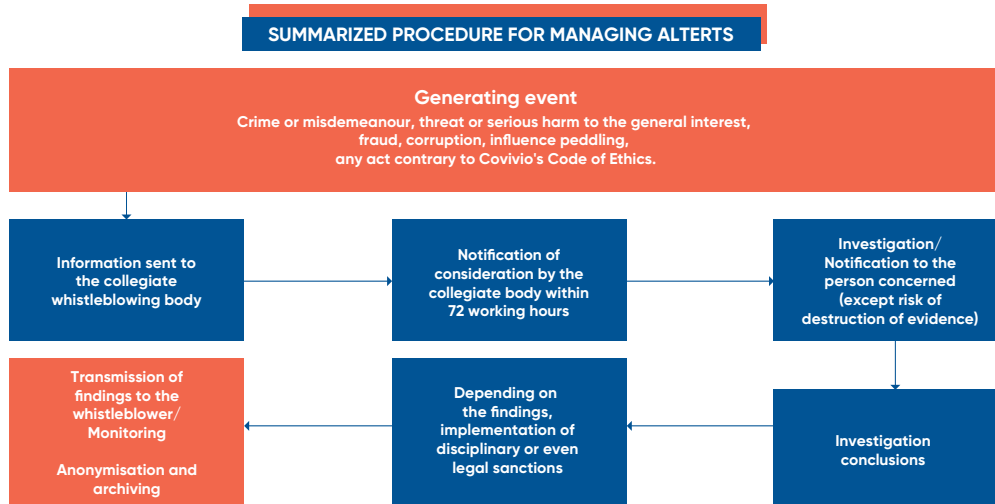 SUMMARIZED PROCEDURE FOR MANAGING ALTERTS
Generating event
Crime or misdemeanour, threat or serious harm to the general interest,
fraud, corruption, influence peddling,
any act contrary to Covivio's Code of Ethics.
Information sent to
the collegiate
whistleblowing body
Notification of
consideration by the
collegiate body within
72 working hours
Investigation/
Notification to the
person concerned
(except risk of
destruction of evidence)
Investigation
conclusions
Depending on
the findings,
implementation of
disciplinary or even
legal sanctions
Transmission of
findings to the
whistleblower/
Monitoring
Anonymisation and
archiving